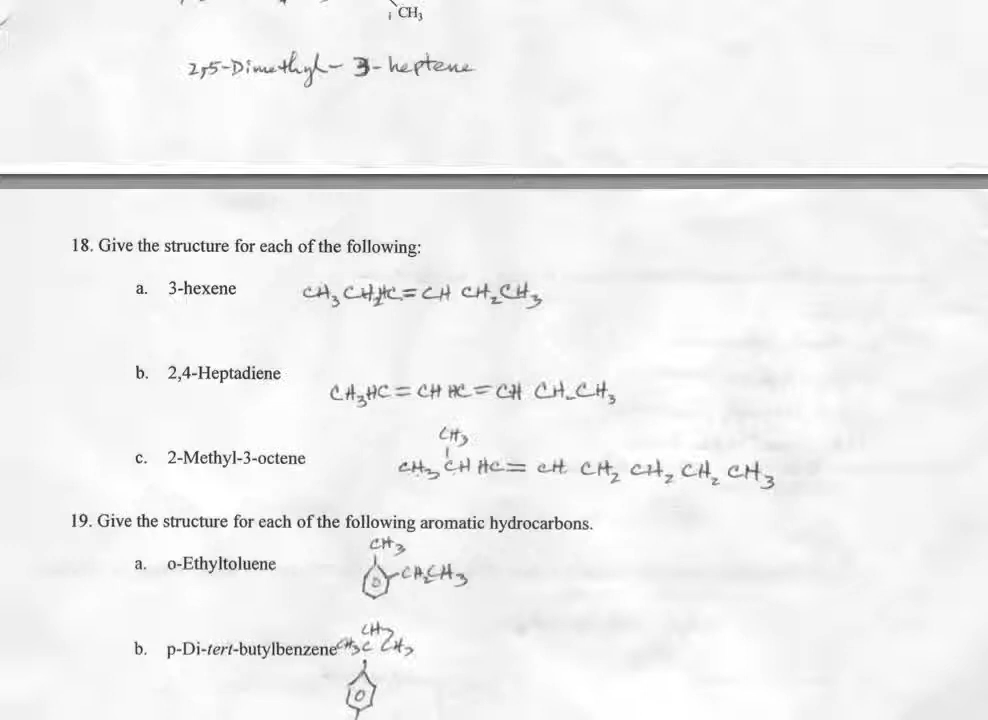 CH₃
2,5-Dimethyl-3-heptene
18. Give the structure for each of the following:
a. 3-hexene CH₃CH₂HC=CH CH₂CH₃
b. 2,4-Heptadiene CH₃HC=CH HC=CH CH₂CH₃
CH₃
c. 2-Methyl-3-octene CH₃ CH HC=CH CH₂ CH₂ CH₂ CH₃
19. Give the structure for each of the following aromatic hydrocarbons.
CH₃
a. o-Ethyltoluene CH₂CH₃
CH₃
b. p-Di-tert-butylbenzene CH₃C CH₃